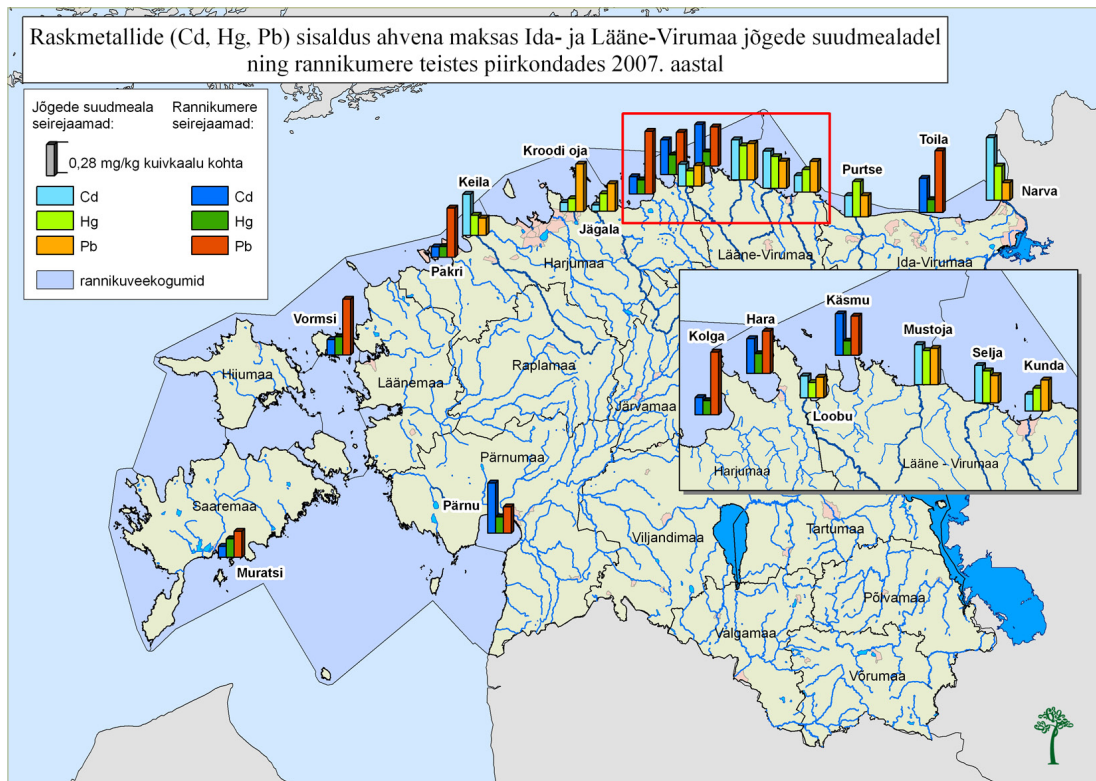 Raskmetallide (Cd, Hg, Pb) sisaldus ahvena maksas Ida- ja Lääne-Virumaa jõgede suudmealadel
ning rannikumere teistes piirkondades 2007. aastal
Jõgede suudmeala
seirejaamad:
Rannikumere
seirejaamad:
0,28 mg/kg kuivkaalu kohta
Cd
Cd
Hg
Hg
Pb
Pb
rannikuveekogumid
Kroodi oja
Keila
Jägala
Pakri
Vormsi
Toila
Purtse
Narva
Harjumaa
Lääne-Virumaa
Ida-Virumaa
Hiiumaa
Läänemaa
Raplamaa
Järvamaa
Pärnumaa
Saaremaa
Muratsi
Pärnu
Viljandimaa
Tartumaa
Põlvamaa
Valgamaa
Võrumaa
Kolga
Hara
Käsmu
Mustoja
Selja
Kunda
Loobu
Harjumaa
Lääne - Virumaa